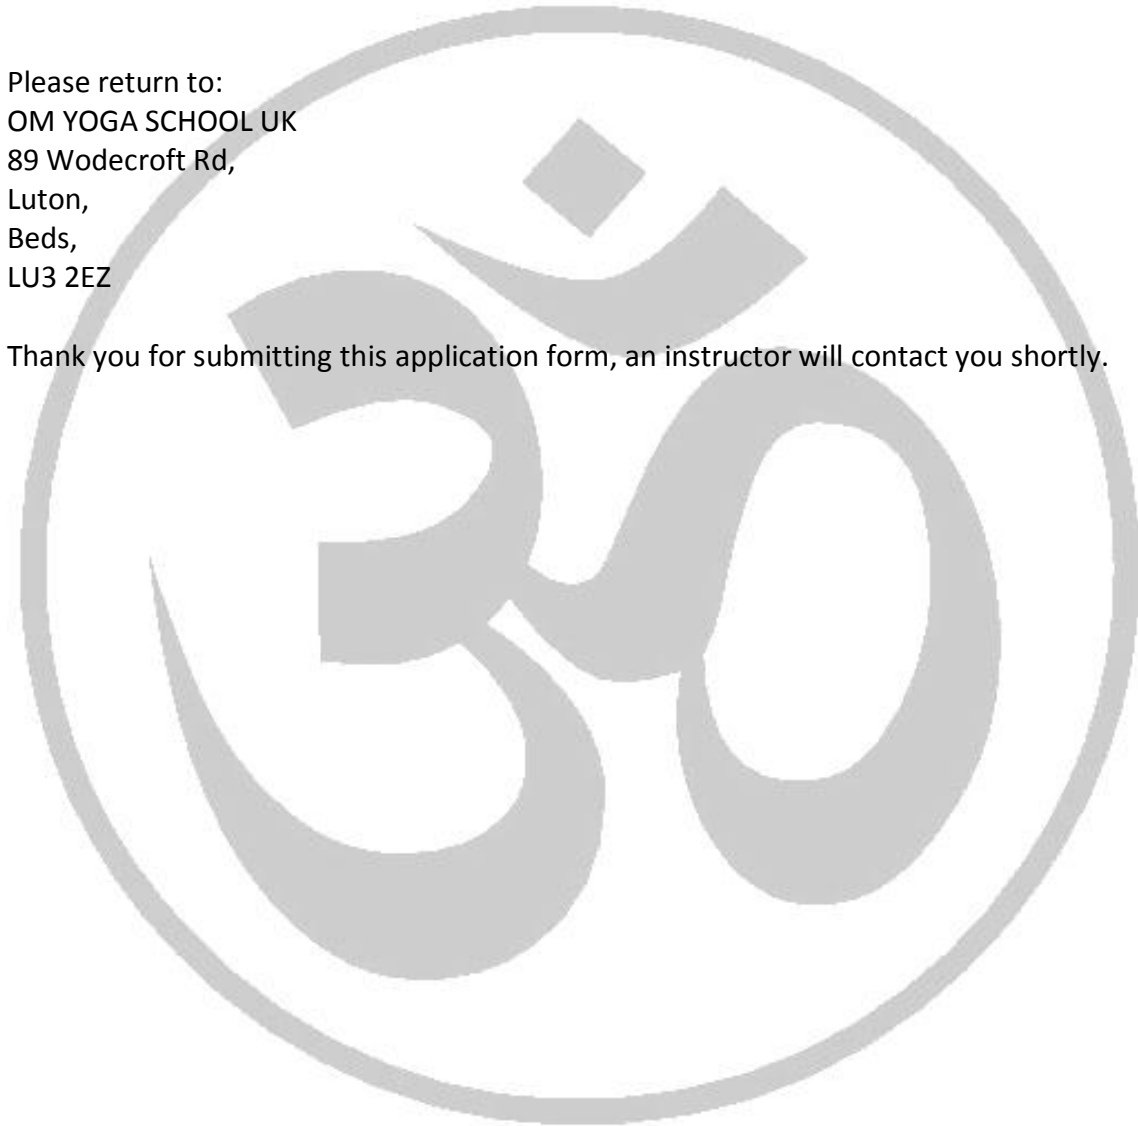 Please return to:
OM YOGA SCHOOL UK
89 Wodecroft Rd,
Luton,
Beds,
LU3 2EZ
Thank you for submitting this application form, an instructor will contact you shortly.
ॐ